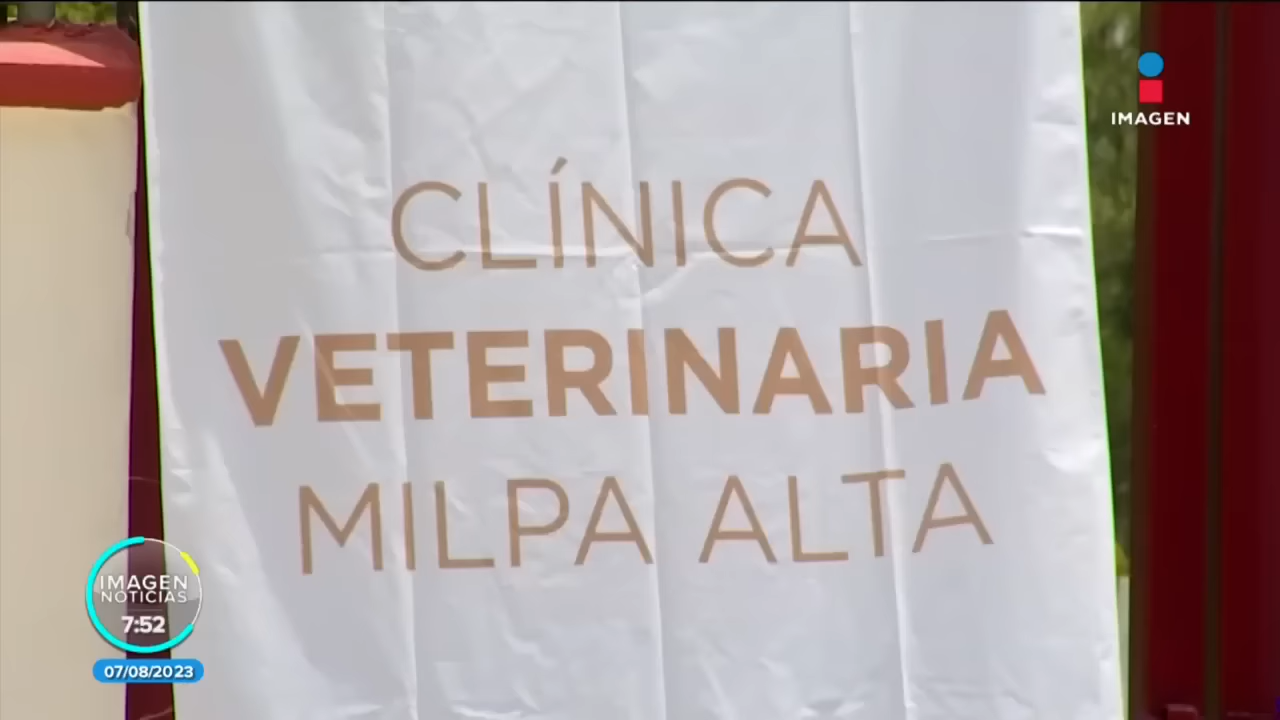 IMAGEN
CLÍNICA
VETERINARIA
MILPA ALTA
IMAGEN
NOTICIAS
7:52
07/08/2023